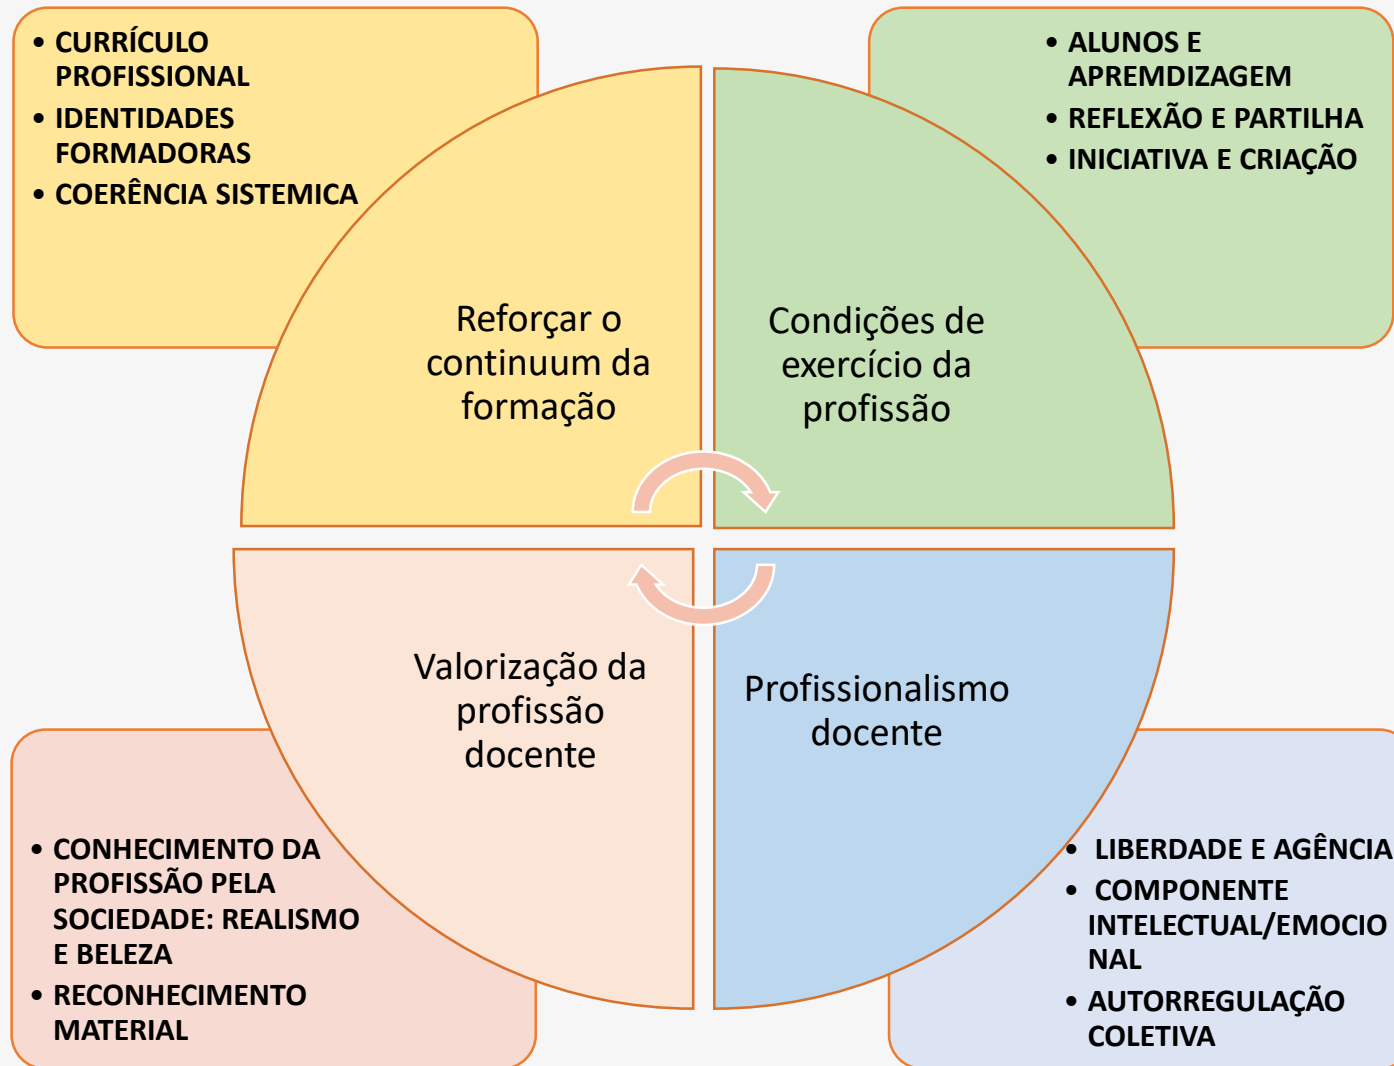 • CURRÍCULO
PROFISSIONAL
• IDENTIDADES
FORMADORAS
• COERÊNCIA SISTEMICA
• ALUNOS E
APREMDIZAGEM
• REFLEXÃO E PARTILHA
• INICIATIVA E CRIAÇÃO
Reforçar o
continuum da
formação
Condições de
exercício da
profissão
Valorização da
profissão
docente
Profissionalismo
docente
• CONHECIMENTO DA
PROFISSÃO PELA
SOCIEDADE: REALISMO
E BELEZA
• RECONHECIMENTO
MATERIAL
• LIBERDADE E AGÊNCIA
• COMPONENTE
INTELECTUAL/EMOCIO
NAL
• AUTORREGULAÇÃO
COLETIVA